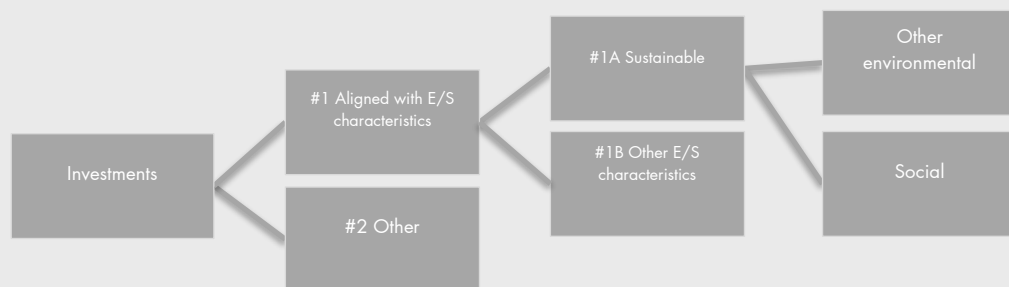 Investments
#1 Aligned with E/S
characteristics
#2 Other
#1A Sustainable
#1B Other E/S
characteristics
Other
environmental
Social